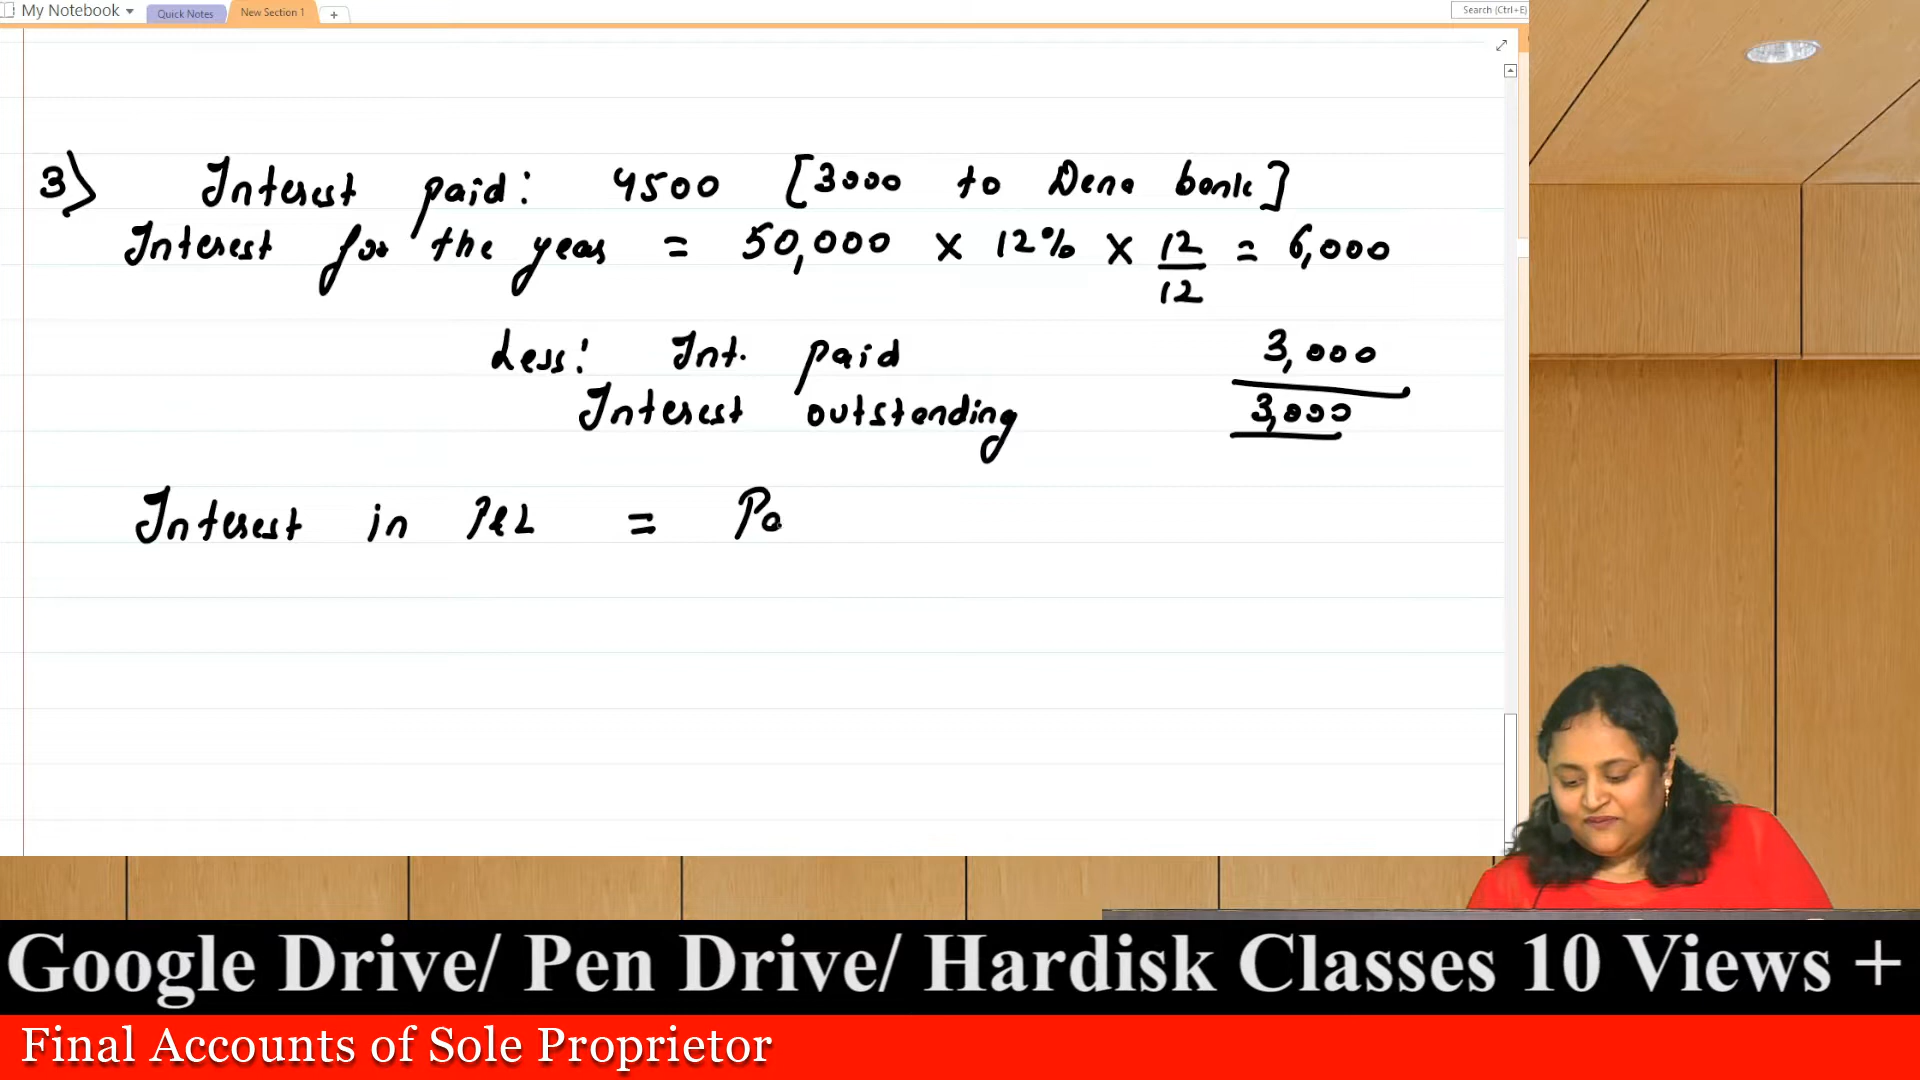 My Notebook
Quick Notes
New Section 1
+
Search (Ctrl+E)
3) Interest paid: 4500 [3000 to Dena bank]
Interest for the year = 50,000 × 12% × 12/12 = 6,000
Less: Int. paid 3,000
Interest outstanding 3,000
Interest in P&L = Pa
Google Drive/ Pen Drive/ Hardisk Classes 10 Views +
Final Accounts of Sole Proprietor